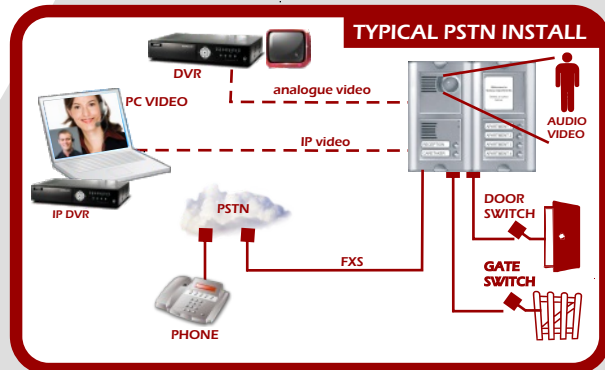 TYPICAL PSTN INSTALL
DVR
analogue video
PC VIDEO
IP video
AUDIO
VIDEO
IP DVR
PSTN
DOOR
SWITCH
FXS
GATE
SWITCH
PHONE